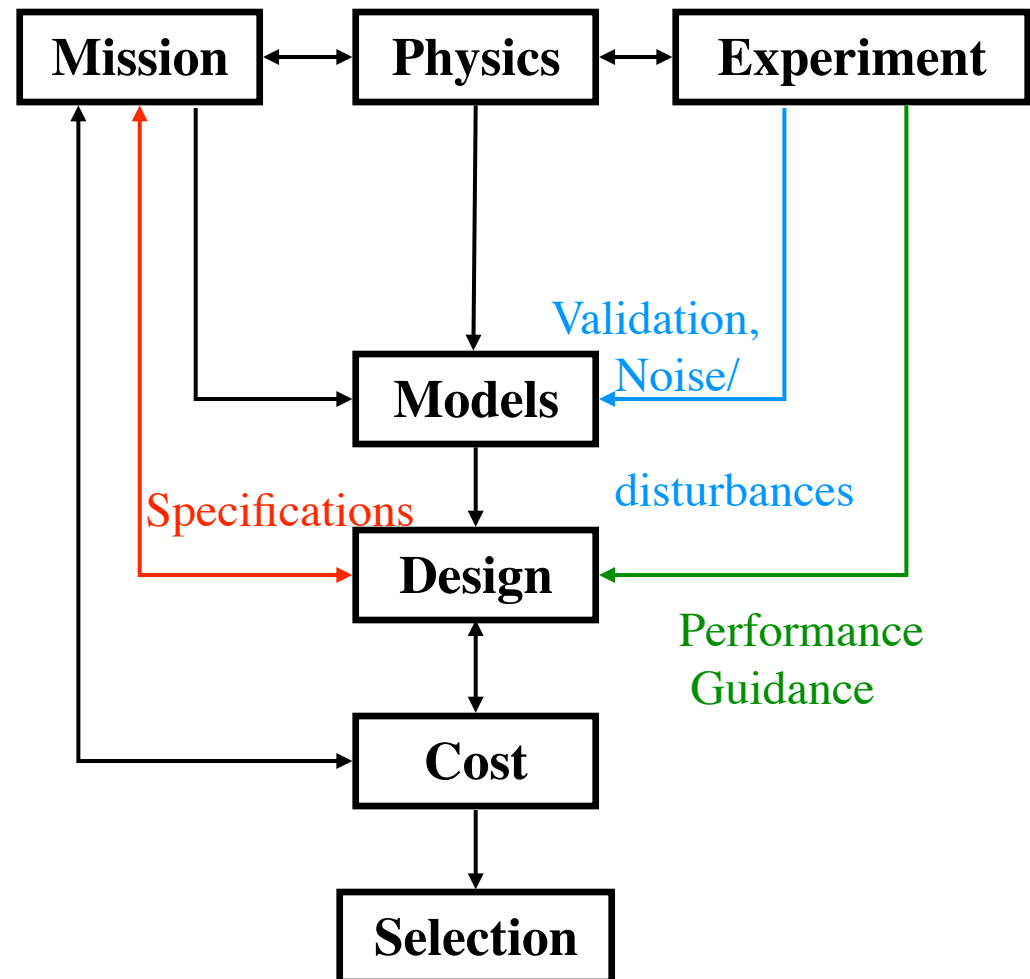 Mission
Physics
Experiment
Validation,
Noise/
Models
disturbances
Specifications
Design
Performance
Guidance
Cost
Selection